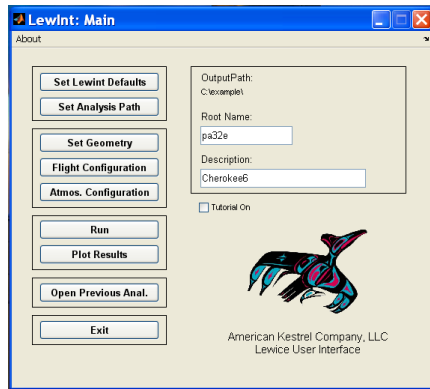 LewInt: Main
About
Set Lewint Defaults
Set Analysis Path
Set Geometry
Flight Configuration
Atmos. Configuration
Run
Plot Results
Open Previous Anal.
Exit
OutputPath:
C:\example\
Root Name:
pa32e
Description:
Cherokee6
Tutorial On
American Kestrel Company, LLC
Lewice User Interface